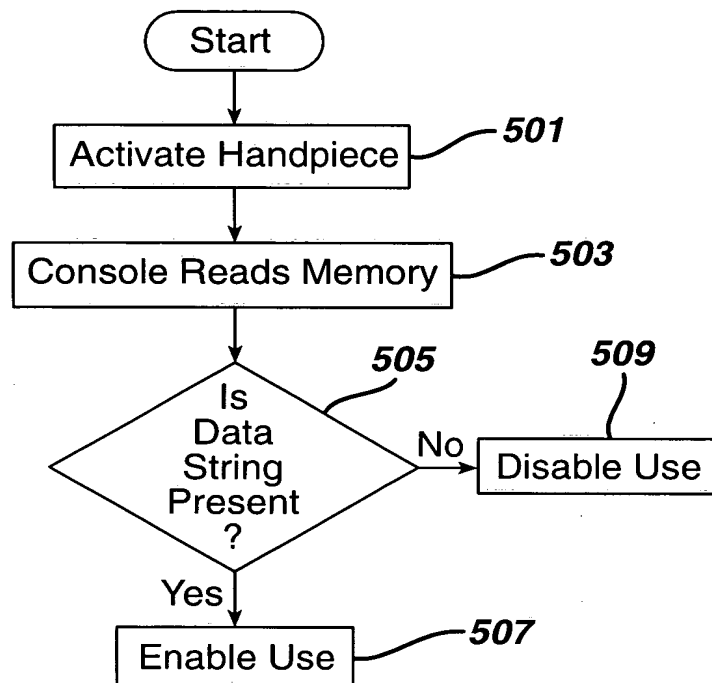 Start
501
Activate Handpiece
503
Console Reads Memory
505
509
Is
Data
String
Present
?
No
Disable Use
Yes
507
Enable Use